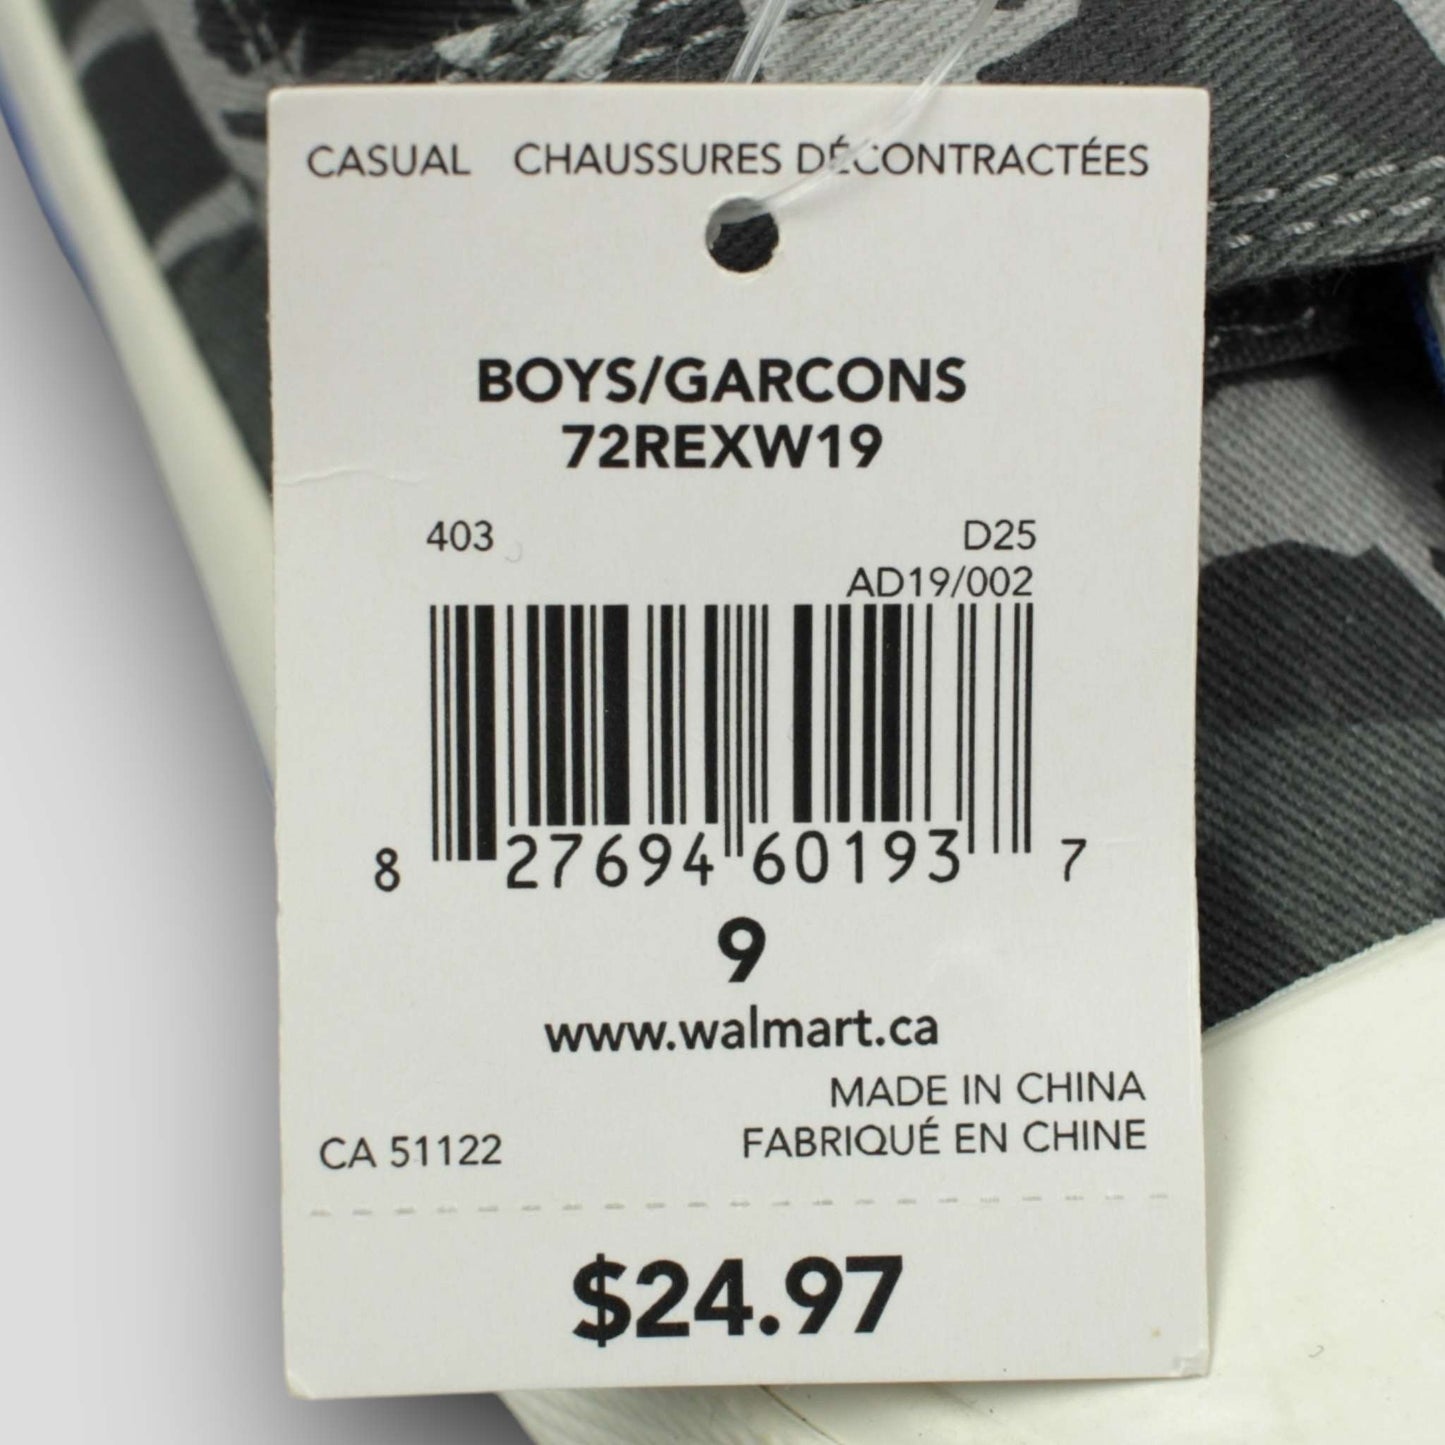 CASUAL CHAUSSURES DÉCONTRACTÉES
BOYS/GARCONS
72REXW19
403 D25
AD19/002
8 27694 60193 7
9
www.walmart.ca
MADE IN CHINA
CA 51122 FABRIQUÉ EN CHINE
$24.97